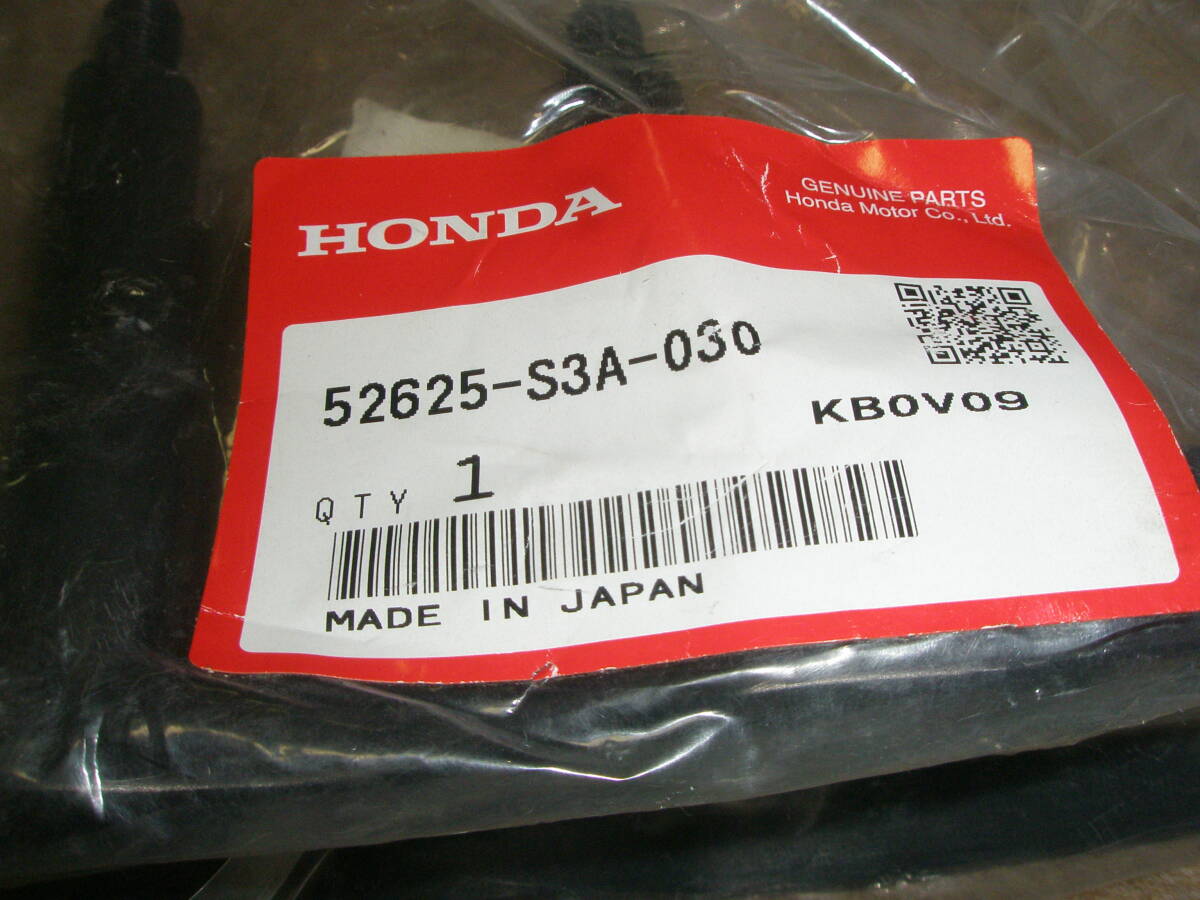 HONDA
GENUINE PARTS
Honda Motor Co., Ltd.
52625-S3A-030
KB0V09
QTY 1
MADE IN JAPAN